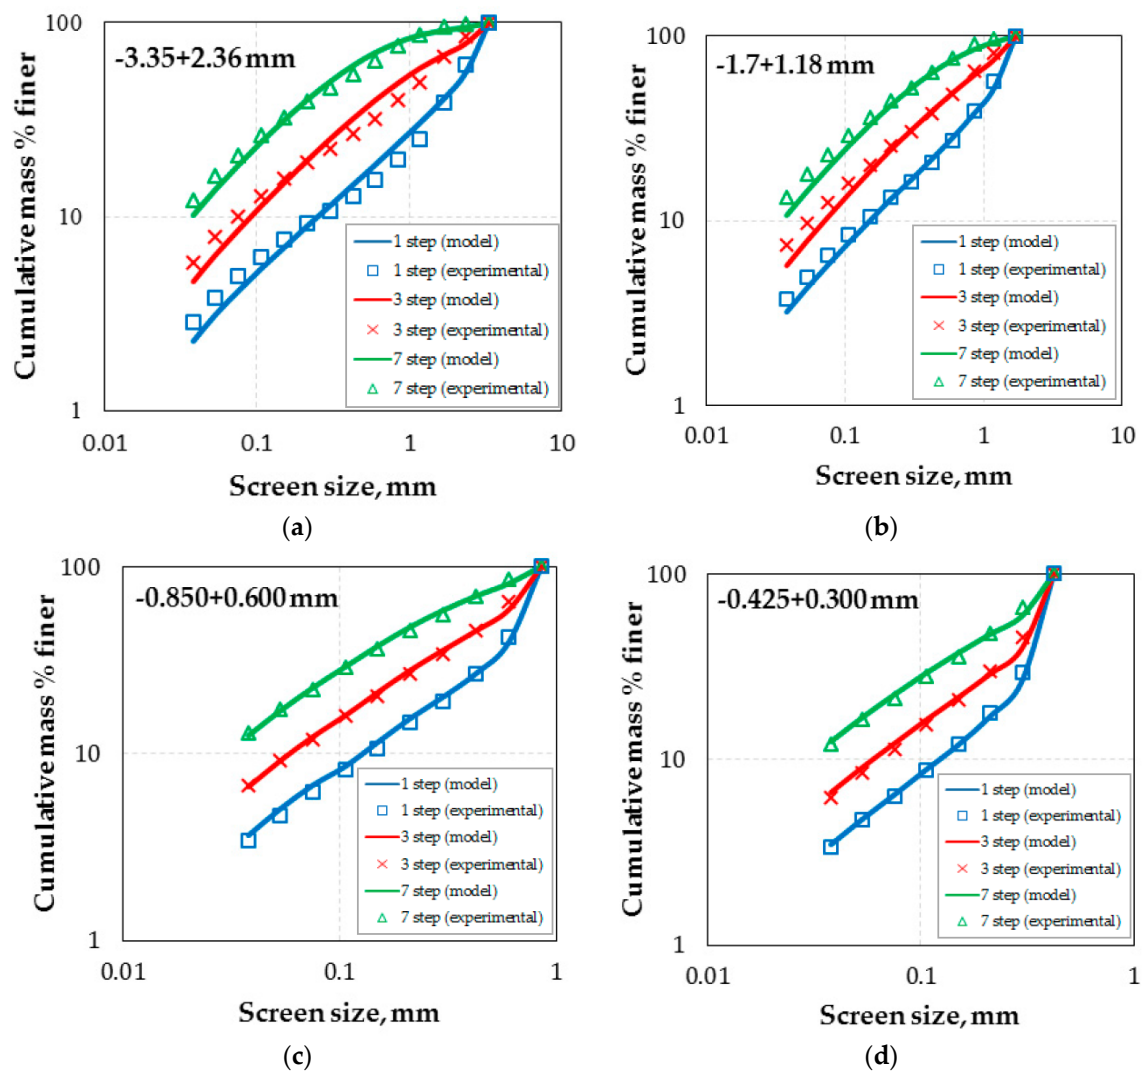 Cumulative mass % finer
100
10
1
-3.35+2.36 mm
1 step (model)
1 step (experimental)
3 step (model)
3 step (experimental)
7 step (model)
7 step (experimental)
0.01 0.1 1 10
Screen size, mm
(a)
Cumulative mass % finer
100
10
1
-1.7+1.18 mm
1 step (model)
1 step (experimental)
3 step (model)
3 step (experimental)
7 step (model)
7 step (experimental)
0.01 0.1 1 10
Screen size, mm
(b)
Cumulative mass % finer
100
10
1
-0.850+0.600 mm
1 step (model)
1 step (experimental)
3 step (model)
3 step (experimental)
7 step (model)
7 step (experimental)
0.01 0.1 1
Screen size, mm
(c)
Cumulative mass % finer
100
10
1
-0.425+0.300 mm
1 step (model)
1 step (experimental)
3 step (model)
3 step (experimental)
7 step (model)
7 step (experimental)
0.01 0.1 1
Screen size, mm
(d)